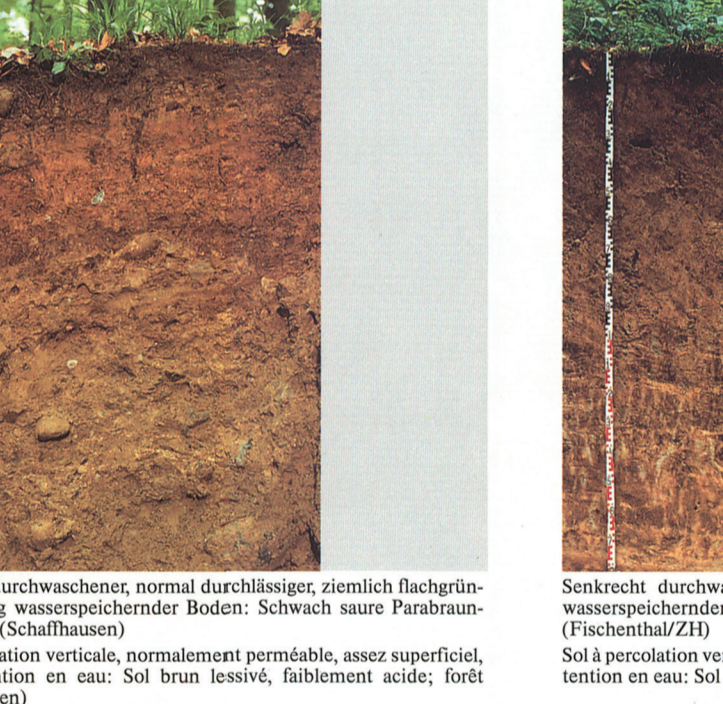 urchwaschener, normal durchlässiger, ziemlich flachgrün-
g wasserspeichernder Boden: Schwach saure Parabraun-
(Schaffhausen)
ation verticale, normalement perméable, assez superficiel,
tion en eau: Sol brun lessivé, faiblement acide; forêt
en)
Senkrecht durchwa
wasserspeichernder
(Fischenthal/ZH)
Sol à percolation ver
tention en eau: Sol